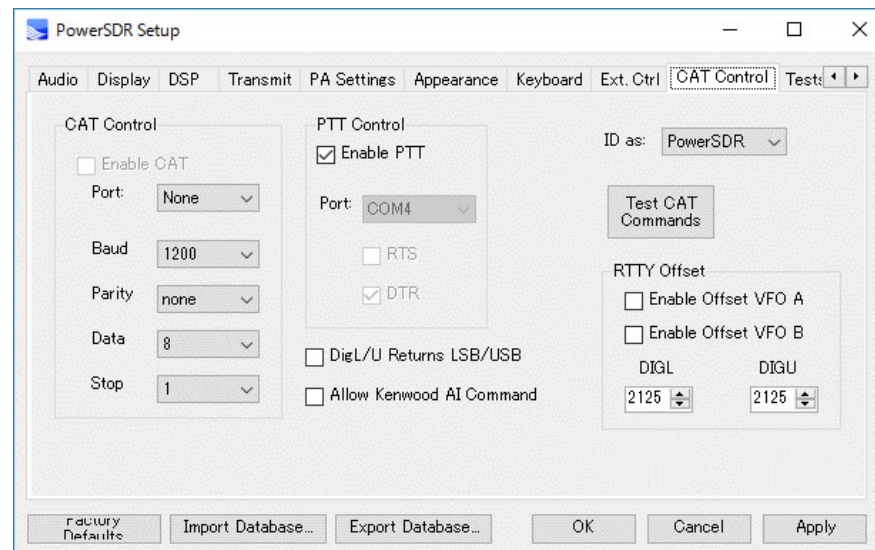 PowerSDR Setup
Audio Display DSP Transmit PA Settings Appearance Keyboard Ext. Ctrl CAT Control Tests
CAT Control
Enable CAT
Port: None
Baud 1200
Parity none
Data 8
Stop 1
PTT Control
Enable PTT
Port: COM4
RTS
DTR
DigL/U Returns LSB/USB
Allow Kenwood AI Command
ID as: PowerSDR
Test CAT
Commands
RTTY Offset
Enable Offset VFO A
Enable Offset VFO B
DIGL DIGU
2125 2125
Factory
Defaults
Import Database... Export Database... OK Cancel Apply